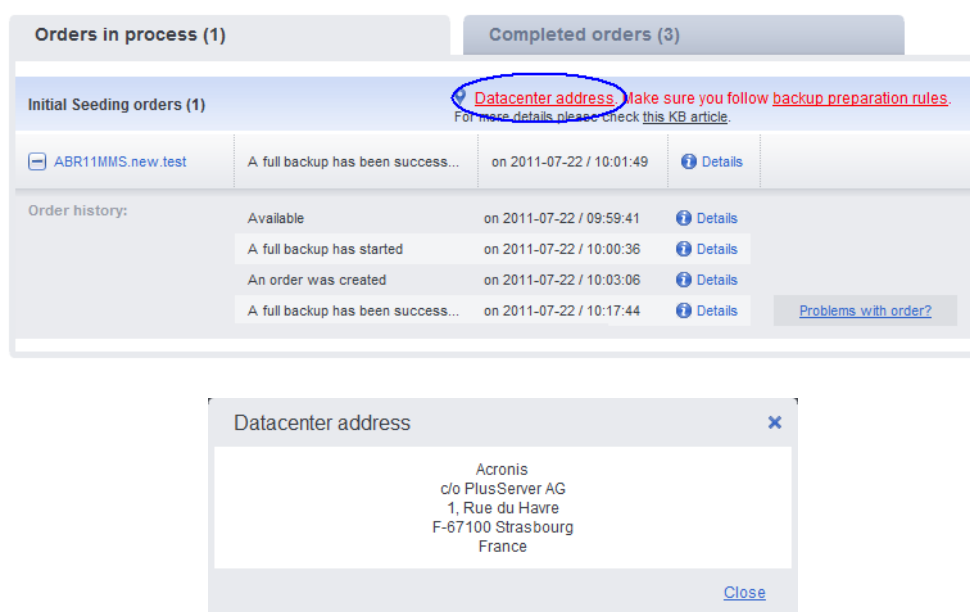 Orders in process (1)
Completed orders (3)
Initial Seeding orders (1)
Datacenter address. Make sure you follow backup preparation rules.
For more details please check this KB article.
ABR11MMS.new.test A full backup has been success... on 2011-07-22 / 10:01:49 Details
Order history:
Available on 2011-07-22 / 09:59:41 Details
A full backup has started on 2011-07-22 / 10:00:36 Details
An order was created on 2011-07-22 / 10:03:06 Details
A full backup has been success... on 2011-07-22 / 10:17:44 Details Problems with order?
Datacenter address
Acronis
c/o PlusServer AG
1, Rue du Havre
F-67100 Strasbourg
France
Close